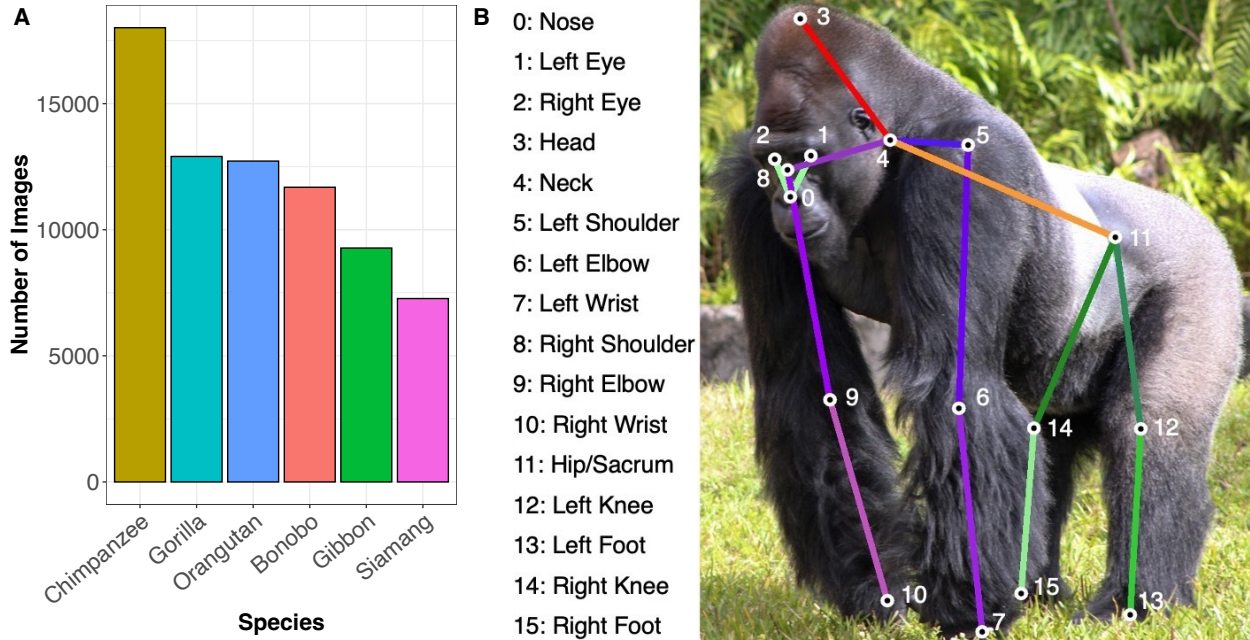 A
Number of Images
15000
10000
5000
0
Chimpanzee
Gorilla
Orangutan
Bonobo
Gibbon
Siamang
Species
B
0: Nose
1: Left Eye
2: Right Eye
3: Head
4: Neck
5: Left Shoulder
6: Left Elbow
7: Left Wrist
8: Right Shoulder
9: Right Elbow
10: Right Wrist
11: Hip/Sacrum
12: Left Knee
13: Left Foot
14: Right Knee
15: Right Foot
3
2
1
5
4
8
0
11
9
6
14
12
10
15
13
7